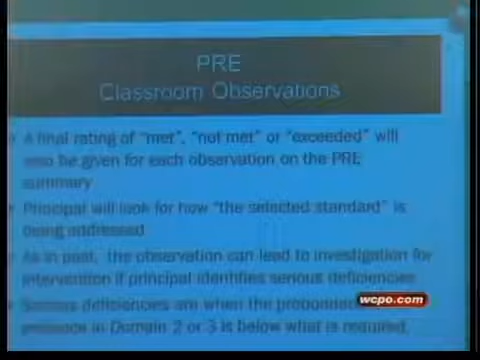 PRE
Classroom Observations
A final rating of "met", "not met" or "exceeded" will
also be given for each observation on the PRE
summary
Principal will look for how "the selected standard" is
being addressed
As in past, the observation can lead to investigation for
intervention if principal identifies serious deficiencies
Serious deficiencies are when the
evidence in Domain 2 or 3 is below what is required.
wcpo.com